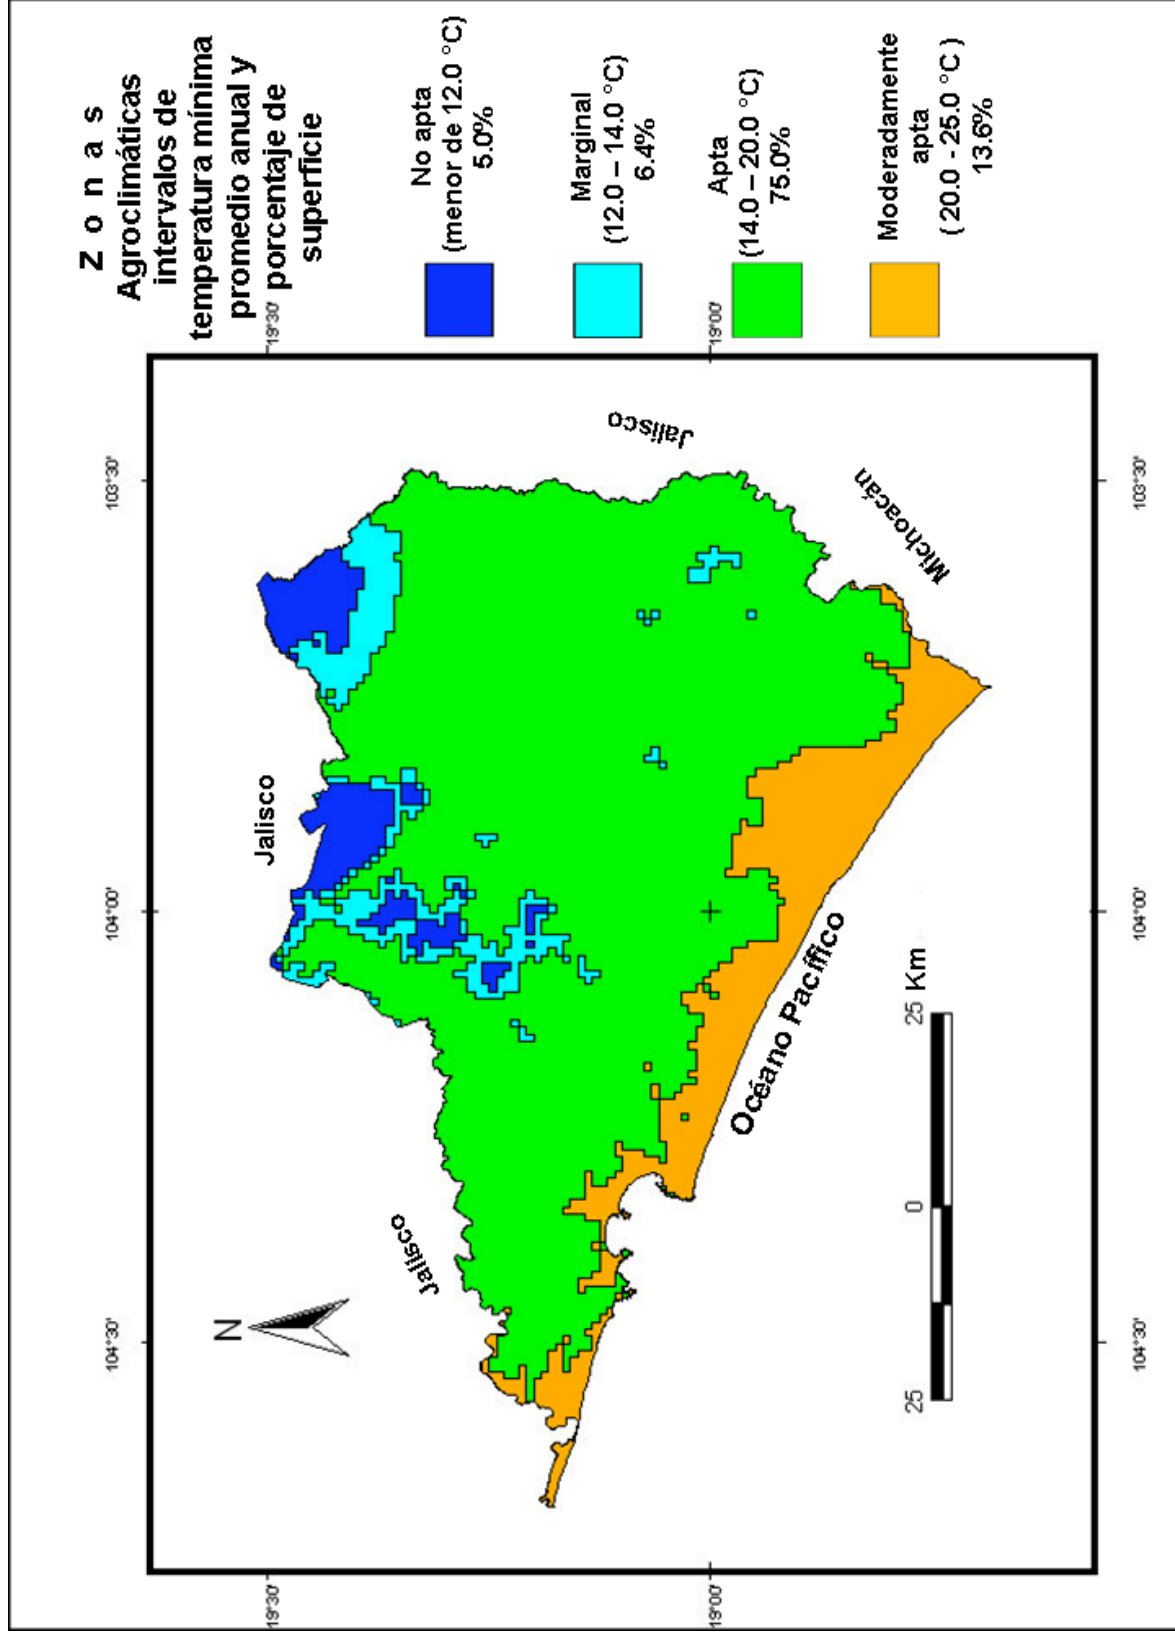 Z o n a s
Agroclimáticas
intervalos de
temperatura mínima
promedio anual y
porcentaje de
superficie
No apta
(menor de 12.0 °C)
5.0%
Marginal
(12.0 – 14.0 °C)
6.4%
Apta
(14.0 – 20.0 °C)
75.0%
Moderadamente
apta
( 20.0 - 25.0 °C )
13.6%
104°30'
104°00'
103°30'
19°30'
19°30'
N
Jalisco
Jalisco
Jalisco
19°00'
19°00'
Michoacán
Océano Pacífico
25
0
25 Km
104°30'
104°00'
103°30'